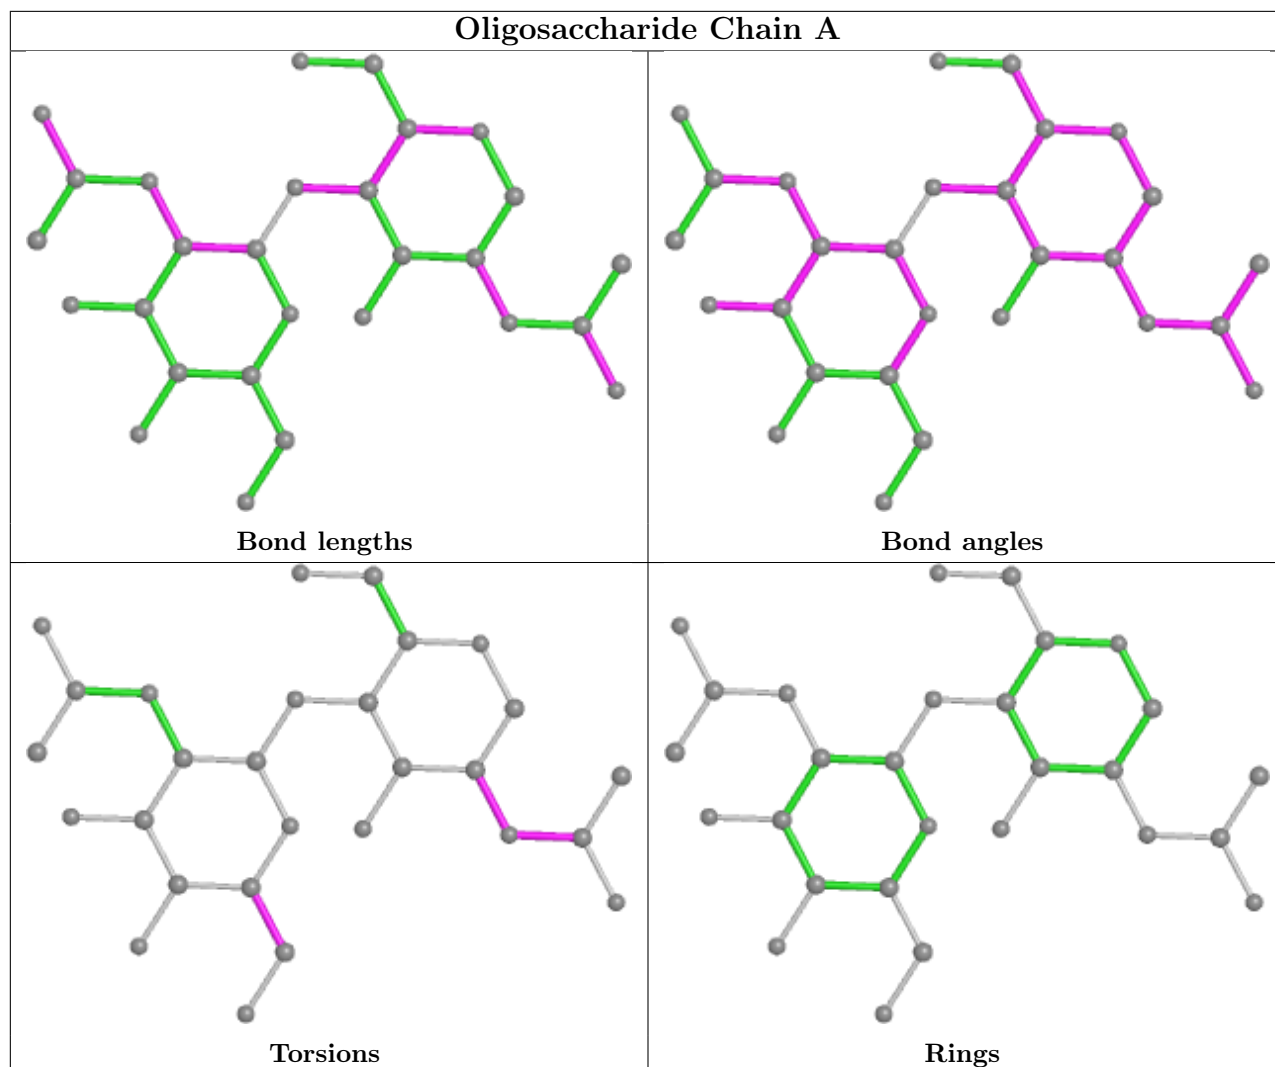 Oligosaccharide Chain A
Bond lengths
Bond angles
Torsions
Rings